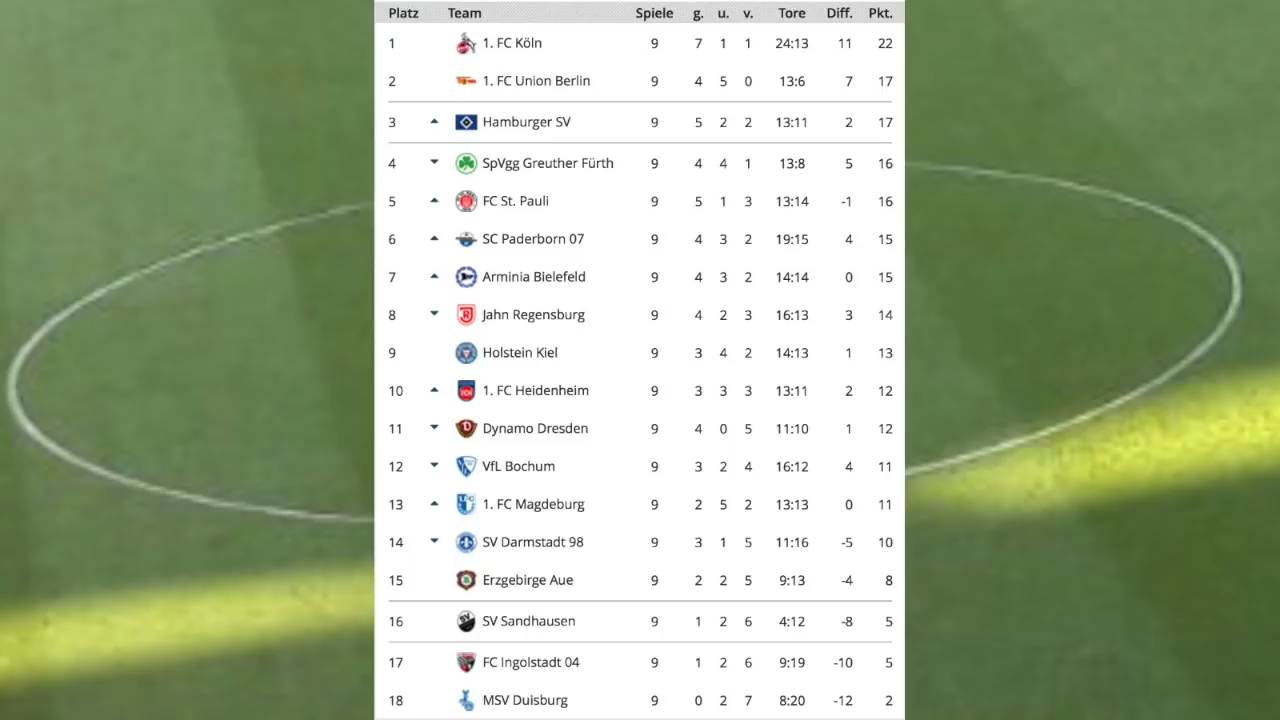 Platz Team Spiele g. u. v. Tore Diff. Pkt.
1 1. FC Köln 9 7 1 1 24:13 11 22
2 1. FC Union Berlin 9 4 5 0 13:6 7 17
3 Hamburger SV 9 5 2 2 13:11 2 17
4 SpVgg Greuther Fürth 9 4 4 1 13:8 5 16
5 FC St. Pauli 9 5 1 3 13:14 -1 16
6 SC Paderborn 07 9 4 3 2 19:15 4 15
7 Arminia Bielefeld 9 4 3 2 14:14 0 15
8 Jahn Regensburg 9 4 2 3 16:13 3 14
9 Holstein Kiel 9 3 4 2 14:13 1 13
10 1. FC Heidenheim 9 3 3 3 13:11 2 12
11 Dynamo Dresden 9 4 0 5 11:10 1 12
12 VfL Bochum 9 3 2 4 16:12 4 11
13 1. FC Magdeburg 9 2 5 2 13:13 0 11
14 SV Darmstadt 98 9 3 1 5 11:16 -5 10
15 Erzgebirge Aue 9 2 2 5 9:13 -4 8
16 SV Sandhausen 9 1 2 6 4:12 -8 5
17 FC Ingolstadt 04 9 1 2 6 9:19 -10 5
18 MSV Duisburg 9 0 2 7 8:20 -12 2